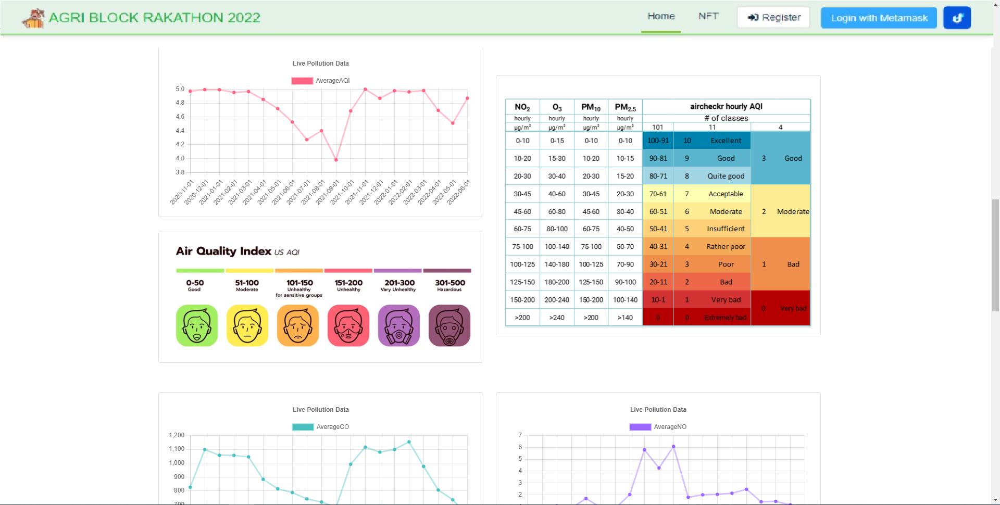 AGRI BLOCK RAKATHON 2022
Home
NFT
Register
Login with Metamask
Live Pollution Data
AverageAQI
5.0
4.8
4.6
4.4
4.2
4.0
3.8
2020-11-01
2020-12-01
2021-01-01
2021-02-01
2021-03-01
2021-04-01
2021-05-01
2021-06-01
2021-07-01
2021-08-01
2021-09-01
2021-10-01
2021-11-01
2021-12-01
2022-01-01
2022-02-01
2022-03-01
2022-04-01
2022-05-01
2022-06-01
NO2 O3 PM10 PM2.5 aircheckr hourly AQI
hourly hourly hourly hourly # of classes
µg/m³ µg/m³ µg/m³ µg/m³ 101 11 4
0-10 0-15 0-10 0-10 100-91 10 Excellent
10-20 15-30 10-20 10-15 90-81 9 Good 3 Good
20-30 30-40 20-30 15-20 80-71 8 Quite good
30-45 40-60 30-45 20-30 70-61 7 Acceptable
45-60 60-80 45-60 30-40 60-51 6 Moderate 2 Moderate
60-75 80-100 60-75 40-50 50-41 5 Insufficient
75-100 100-140 75-100 50-70 40-31 4 Rather poor
100-125 140-180 100-125 70-90 30-21 3 Poor 1 Bad
125-150 180-200 125-150 90-100 20-11 2 Bad
150-200 200-240 150-200 100-140 10-1 1 Very bad
0 Very bad
>200 >240 >200 >140 0 0 Extremely bad
Air Quality Index US AQI
0-50 51-100 101-150 151-200 201-300 301-500
Good Moderate Unhealthy Unhealthy Vary Unhealthy Hazardous
for sensitive groups
Live Pollution Data
AverageCO
1,200
1,100
1,000
900
800
700
Live Pollution Data
AverageNO
7
6
5
4
3
2